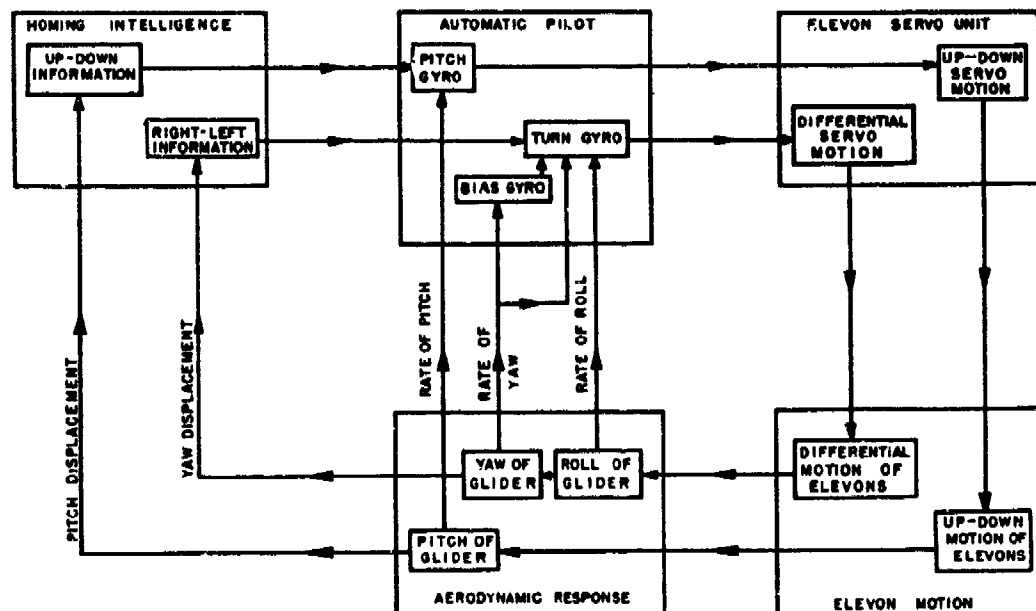 HOMING INTELLIGENCE
UP-DOWN
INFORMATION
RIGHT-LEFT
INFORMATION
AUTOMATIC PILOT
PITCH
GYRO
TURN GYRO
BIAS GYRO
ELEVON SERVO UNIT
UP-DOWN
SERVO
MOTION
DIFFERENTIAL
SERVO
MOTION
PITCH DISPLACEMENT
YAW DISPLACEMENT
RATE OF PITCH
RATE OF
YAW
RATE OF ROLL
YAW OF
GLIDER
ROLL OF
GLIDER
PITCH OF
GLIDER
AERODYNAMIC RESPONSE
DIFFERENTIAL
MOTION OF
ELEVONS
UP-DOWN
MOTION OF
ELEVONS
ELEVON MOTION